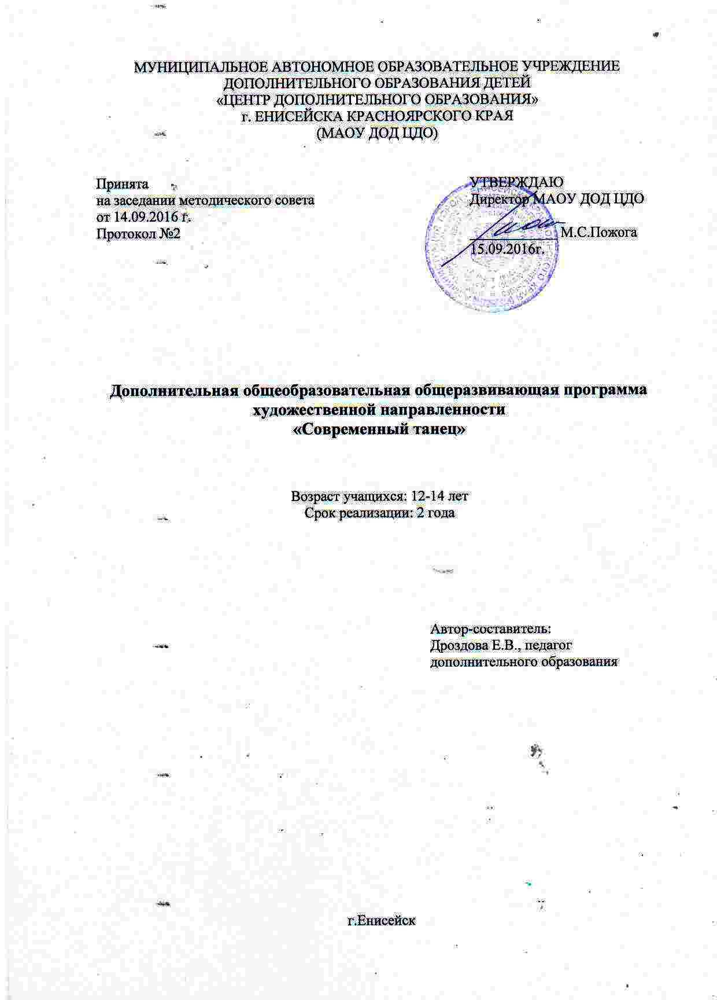 МУНИЦИПАЛЬНОЕ АВТОНОМНОЕ ОБРАЗОВАТЕЛЬНОЕ УЧРЕЖДЕНИЕ
ДОПОЛНИТЕЛЬНОГО ОБРАЗОВАНИЯ ДЕТЕЙ
«ЦЕНТР ДОПОЛНИТЕЛЬНОГО ОБРАЗОВАНИЯ»
г. ЕНИСЕЙСКА КРАСНОЯРСКОГО КРАЯ
(МАОУ ДОД ЦДО)
Принята
на заседании методического совета
от 14.09.2016 г.
Протокол №2
УТВЕРЖДАЮ
Директор МАОУ ДОД ЦДО
М.С.Пожога
15.09.2016г.
Дополнительная общеобразовательная общеразвивающая программа
художественной направленности
«Современный танец»
Возраст учащихся: 12-14 лет
Срок реализации: 2 года
Автор-составитель:
Дроздова Е.В., педагог
дополнительного образования
г.Енисейск